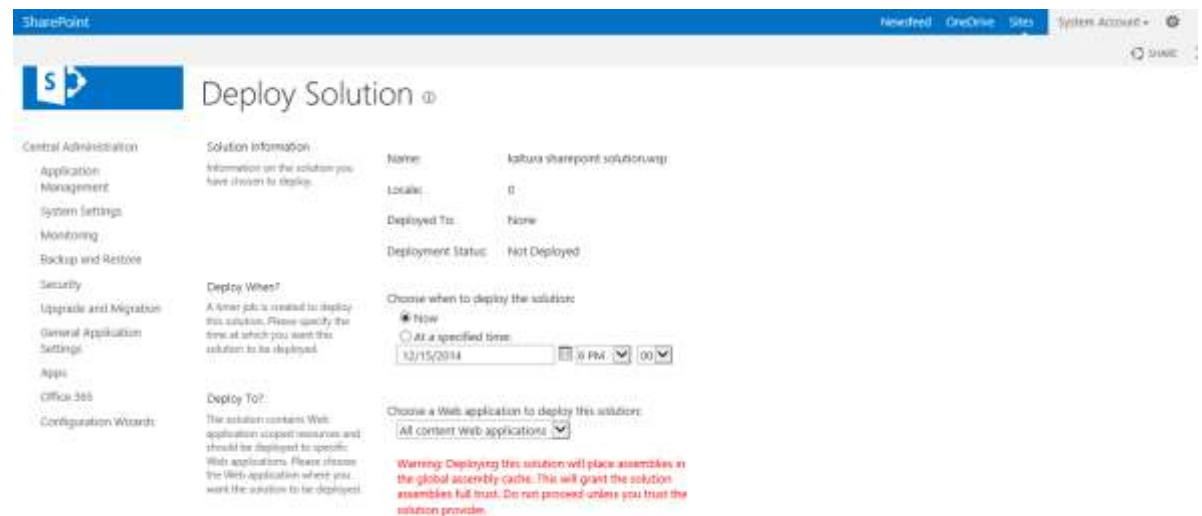 SharePoint
Newsfeed OneDrive Sites System Account
SHARE
S
Deploy Solution
Central Administration
Application
Management
System Settings
Monitoring
Backup and Restore
Security
Upgrade and Migration
General Application
Settings
Apps
Office 365
Configuration Wizards
Solution Information
Information on the solution you
have chosen to deploy.
Name: kaltura sharepoint solution.wsp
Locale: 0
Deployed To: None
Deployment Status: Not Deployed
Deploy When?
A timer job is created to deploy
this solution. Please specify the
time at which you want this
solution to be deployed.
Choose when to deploy the solution:
Now
At a specified time:
12/15/2014 6 PM 00
Deploy To?
The solution contains Web
application scoped resources and
should be deployed to specific
Web applications. Please choose
the Web application where you
want the solution to be deployed.
Choose a Web application to deploy this solution:
All content Web applications
Warning: Deploying this solution will place assemblies in
the global assembly cache. This will grant the solution
assemblies full trust. Do not proceed unless you trust the
solution provider.